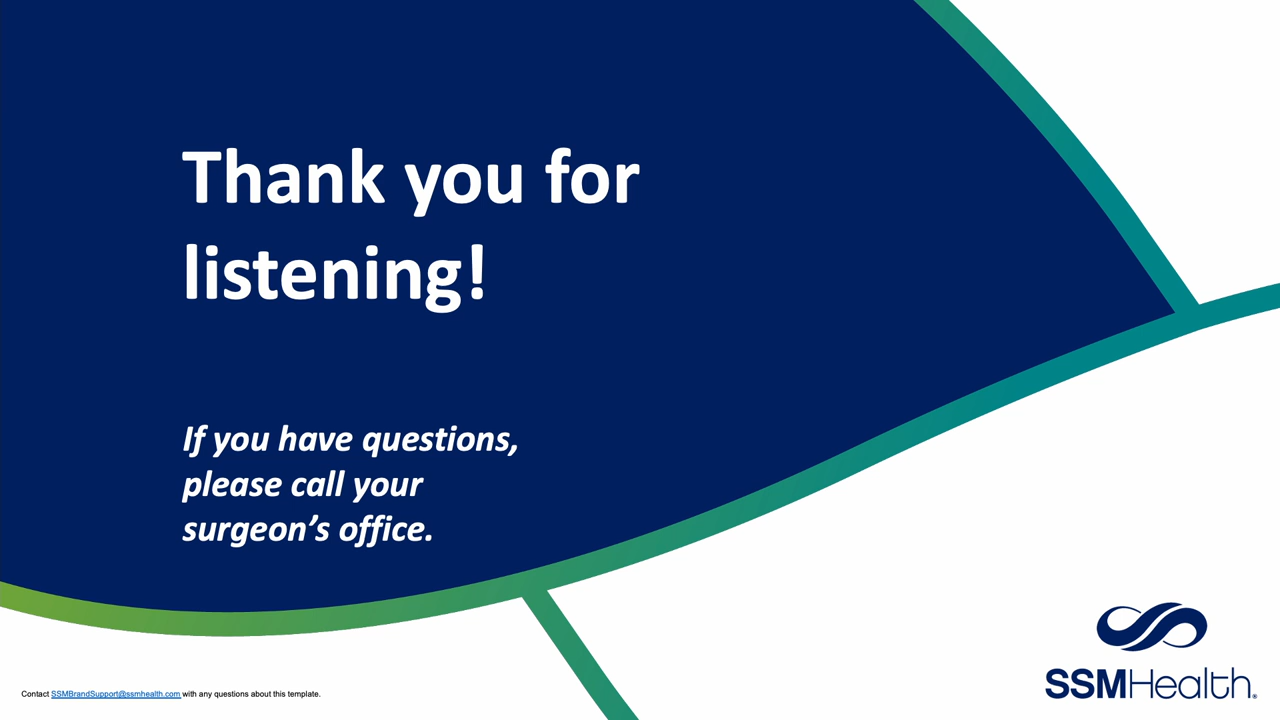 Thank you for
listening!
If you have questions,
please call your
surgeon’s office.
Contact SSMBrandSupport@ssmhealth.com with any questions about this template.
SSMHealth®